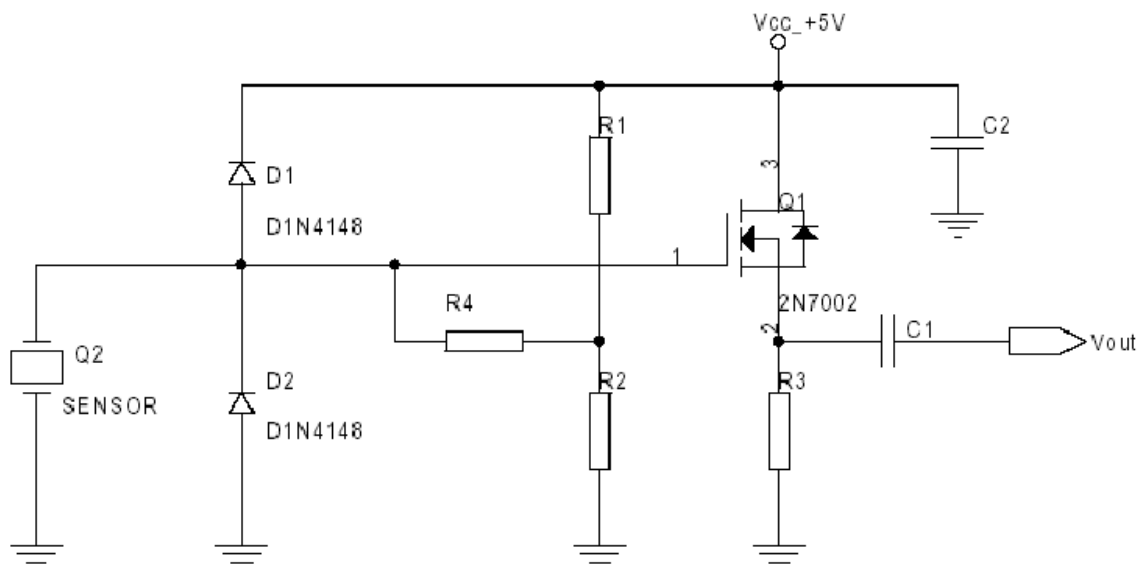 Vcc_+5V
R1
C2
3
D1
Q1
D1N4148
1
R4
2N7002
2
C1
Q2
Vout
D2
R2
R3
SENSOR
D1N4148